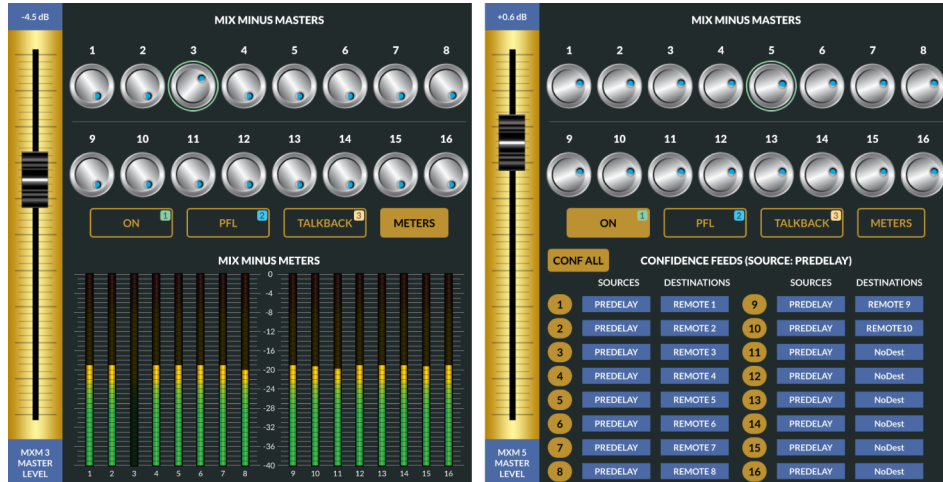 -4.5 dB
MIX MINUS MASTERS
1 2 3 4 5 6 7 8
9 10 11 12 13 14 15 16
ON 1
PFL 2
TALKBACK 3
METERS
MIX MINUS METERS
0
-4
-8
-12
-16
-20
-24
-28
-32
-36
-40
1 2 3 4 5 6 7 8 9 10 11 12 13 14 15 16
MXM 3
MASTER
LEVEL
+0.6 dB
MIX MINUS MASTERS
1 2 3 4 5 6 7 8
9 10 11 12 13 14 15 16
ON 1
PFL 2
TALKBACK 3
METERS
CONF ALL
CONFIDENCE FEEDS (SOURCE: PREDELAY)
SOURCES DESTINATIONS SOURCES DESTINATIONS
1 PREDELAY REMOTE 1 9 PREDELAY REMOTE 9
2 PREDELAY REMOTE 2 10 PREDELAY REMOTE10
3 PREDELAY REMOTE 3 11 PREDELAY NoDest
4 PREDELAY REMOTE 4 12 PREDELAY NoDest
5 PREDELAY REMOTE 5 13 PREDELAY NoDest
6 PREDELAY REMOTE 6 14 PREDELAY NoDest
7 PREDELAY REMOTE 7 15 PREDELAY NoDest
8 PREDELAY REMOTE 8 16 PREDELAY NoDest
MXM 5
MASTER
LEVEL